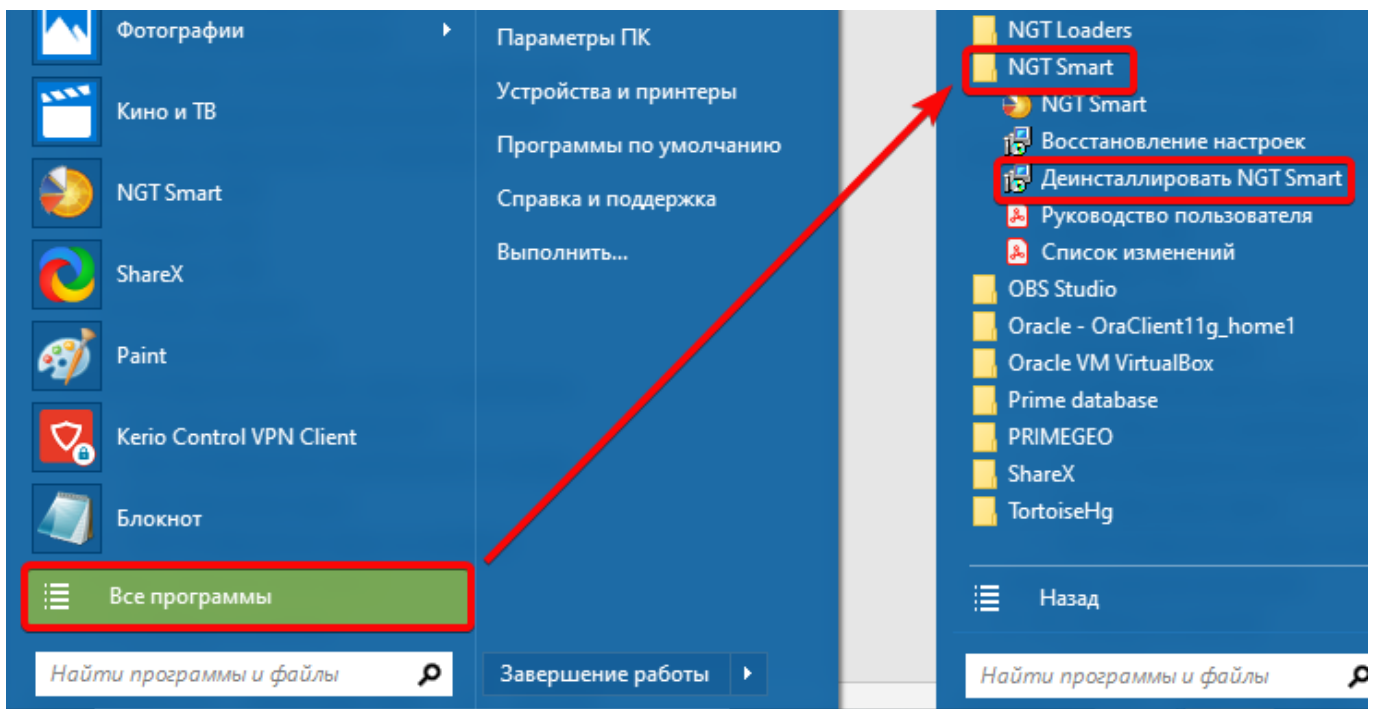 Фотографии
Кино и ТВ
NGT Smart
ShareX
Paint
Kerio Control VPN Client
Блокнот
Все программы
Найти программы и файлы
Параметры ПК
Устройства и принтеры
Программы по умолчанию
Справка и поддержка
Выполнить...
Завершение работы
NGT Loaders
NGT Smart
NGT Smart
Восстановление настроек
Деинсталлировать NGT Smart
Руководство пользователя
Список изменений
OBS Studio
Oracle - OraClient11g_home1
Oracle VM VirtualBox
Prime database
PRIMEGEO
ShareX
TortoiseHg
Назад
Найти программы и файлы